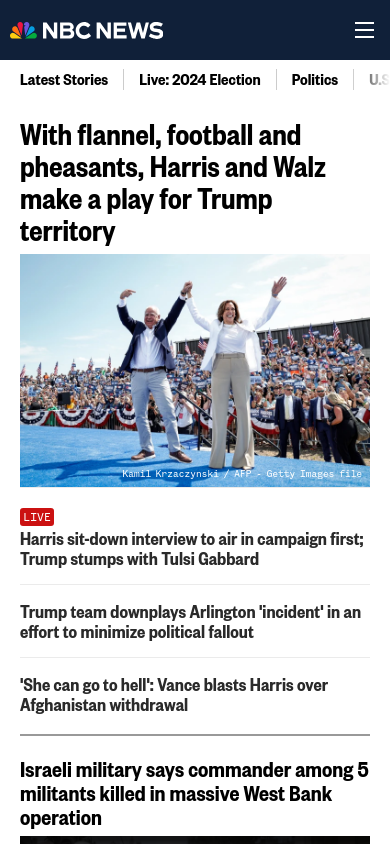 NBC NEWS
Latest Stories
Live: 2024 Election
Politics
U.S
With flannel, football and
pheasants, Harris and Walz
make a play for Trump
territory
Kamil Krzaczynski / AFP - Getty Images file
LIVE
Harris sit-down interview to air in campaign first;
Trump stumps with Tulsi Gabbard
Trump team downplays Arlington 'incident' in an
effort to minimize political fallout
'She can go to hell': Vance blasts Harris over
Afghanistan withdrawal
Israeli military says commander among 5
militants killed in massive West Bank
operation